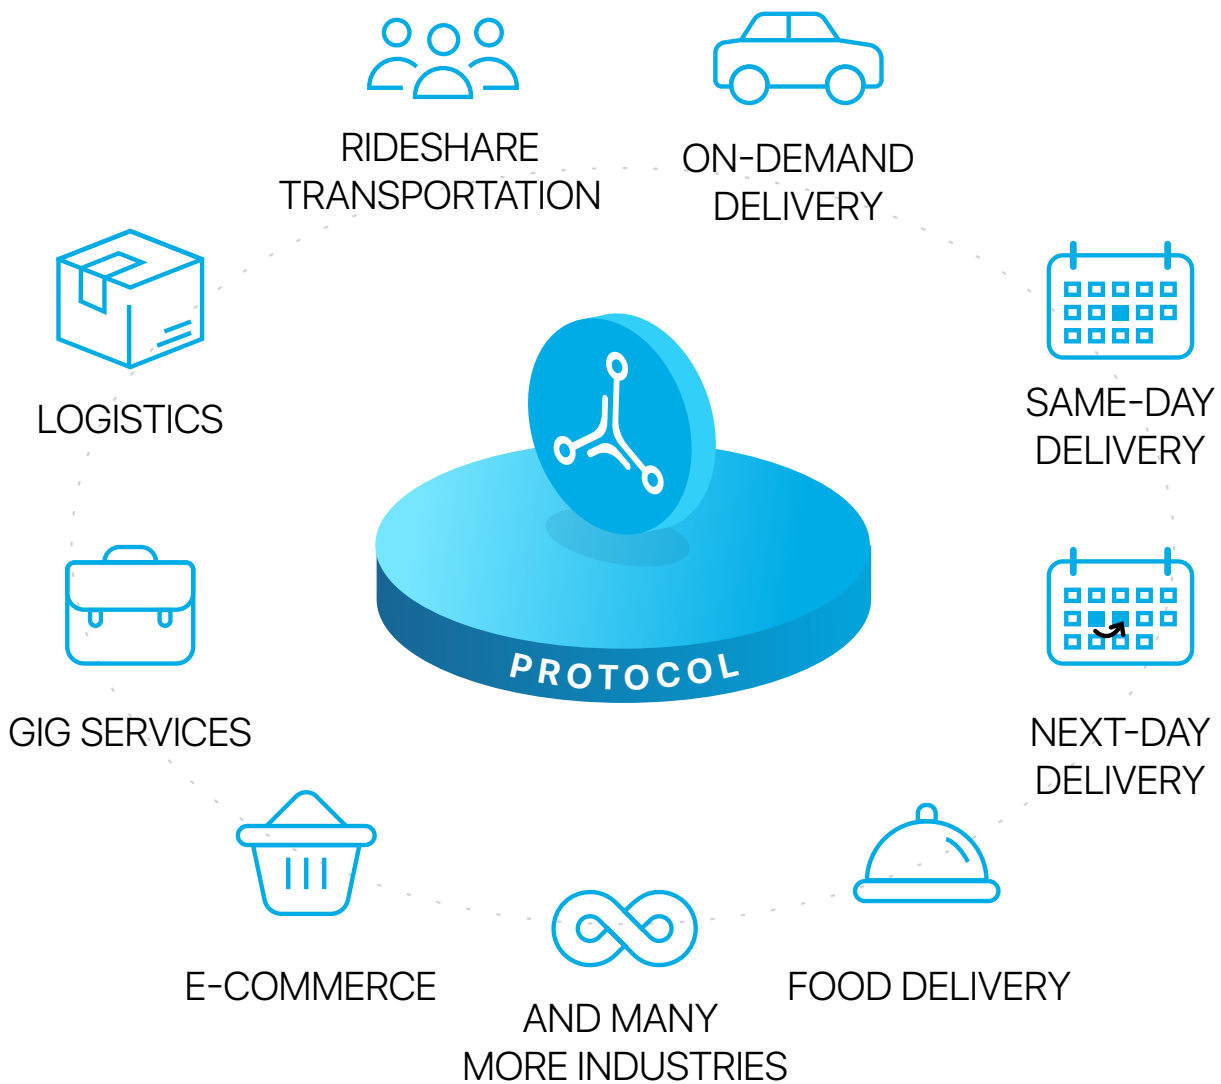 RIDESHARE
TRANSPORTATION
ON-DEMAND
DELIVERY
LOGISTICS
SAME-DAY
DELIVERY
PROTOCOL
GIG SERVICES
NEXT-DAY
DELIVERY
E-COMMERCE
FOOD DELIVERY
AND MANY
MORE INDUSTRIES